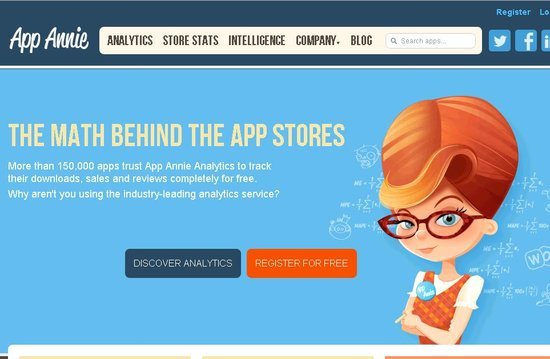 Register Lo
App Annie
ANALYTICS STORE STATS INTELLIGENCE COMPANY BLOG
Search apps...
THE MATH BEHIND THE APP STORES
More than 150,000 apps trust App Annie Analytics to track
their downloads, sales and reviews completely for free.
Why aren't you using the industry-leading analytics service?
DISCOVER ANALYTICS REGISTER FOR FREE
App
Annie